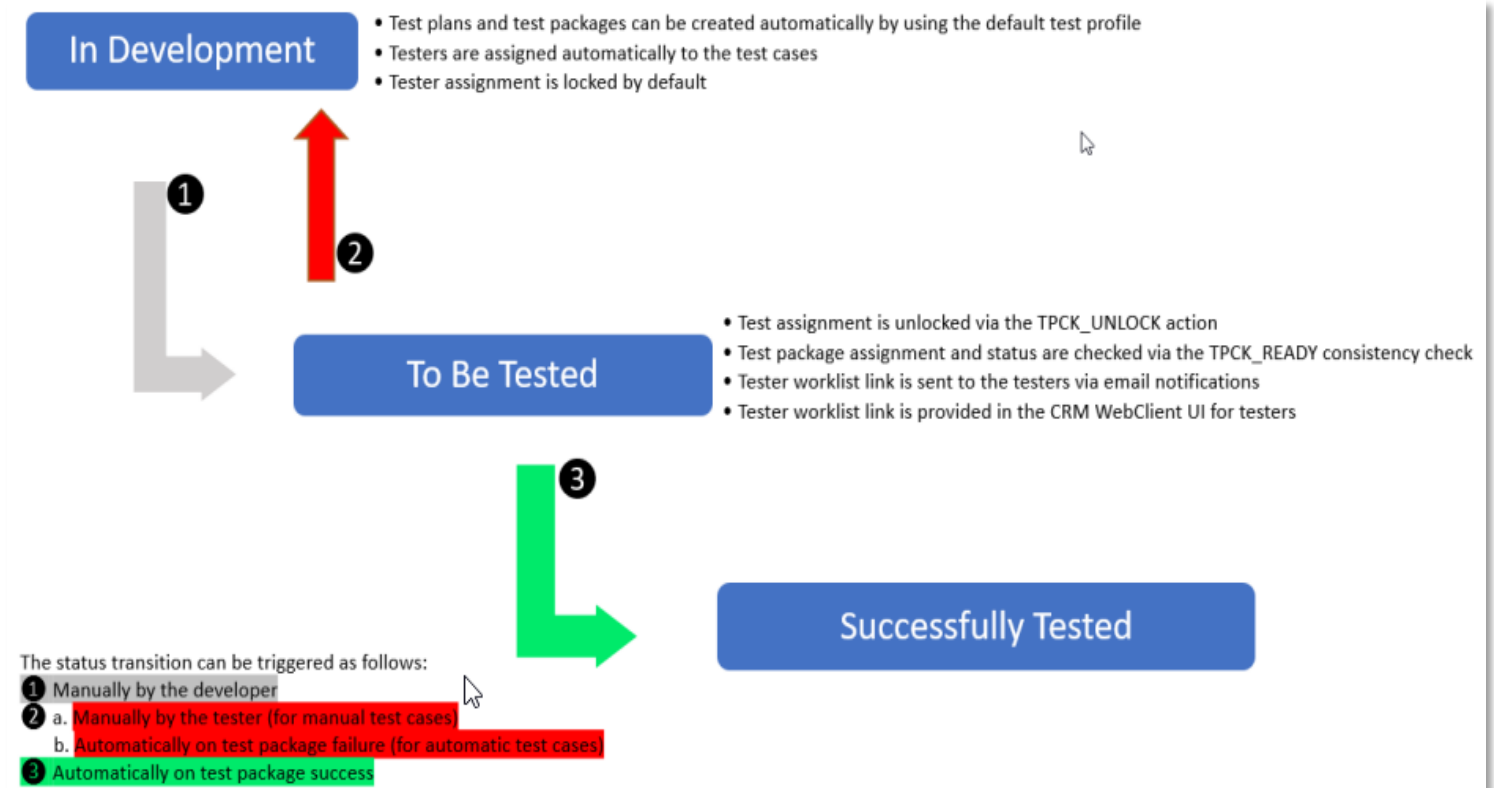 In Development
• Test plans and test packages can be created automatically by using the default test profile
• Testers are assigned automatically to the test cases
• Tester assignment is locked by default
1
2
To Be Tested
• Test assignment is unlocked via the TPCK_UNLOCK action
• Test package assignment and status are checked via the TPCK_READY consistency check
• Tester worklist link is sent to the testers via email notifications
• Tester worklist link is provided in the CRM WebClient UI for testers
3
Successfully Tested
The status transition can be triggered as follows:
1 Manually by the developer
2 a. Manually by the tester (for manual test cases)
b. Automatically on test package failure (for automatic test cases)
3 Automatically on test package success